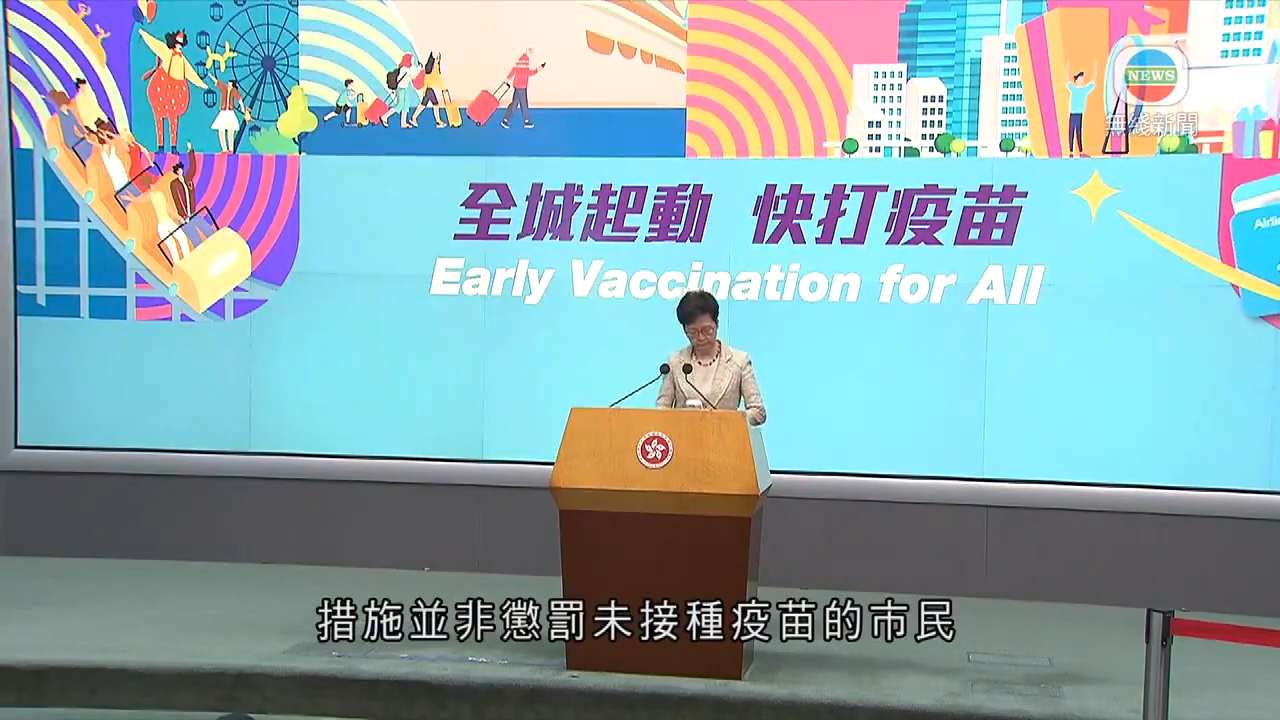 NEWS
無綫新聞
全城起動 快打疫苗
Early Vaccination for All
Airlin
措施並非懲罰未接種疫苗的市民